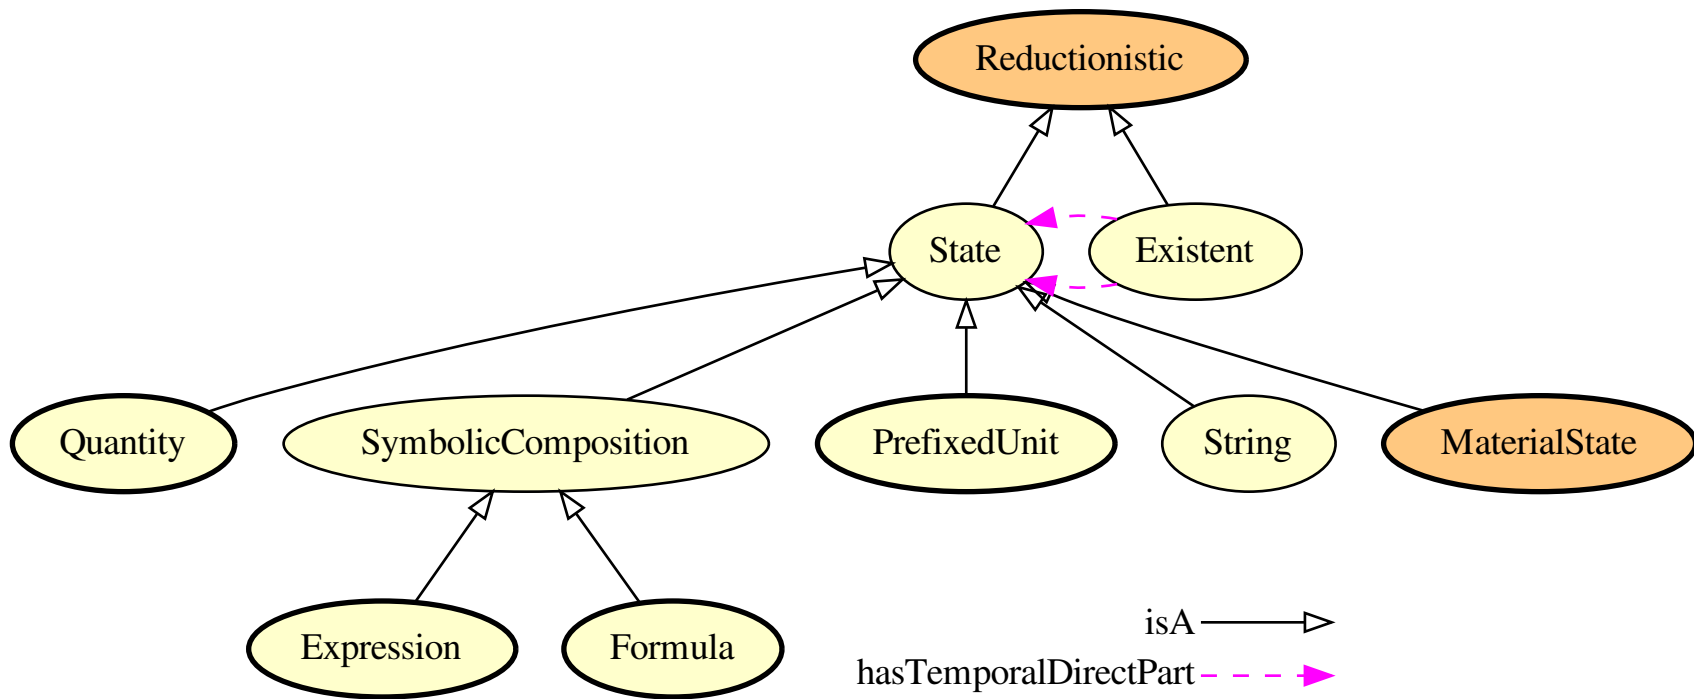 Reductionistic
State
Existent
Quantity
SymbolicComposition
PrefixedUnit
String
MaterialState
Expression
Formula
isA
hasTemporalDirectPart